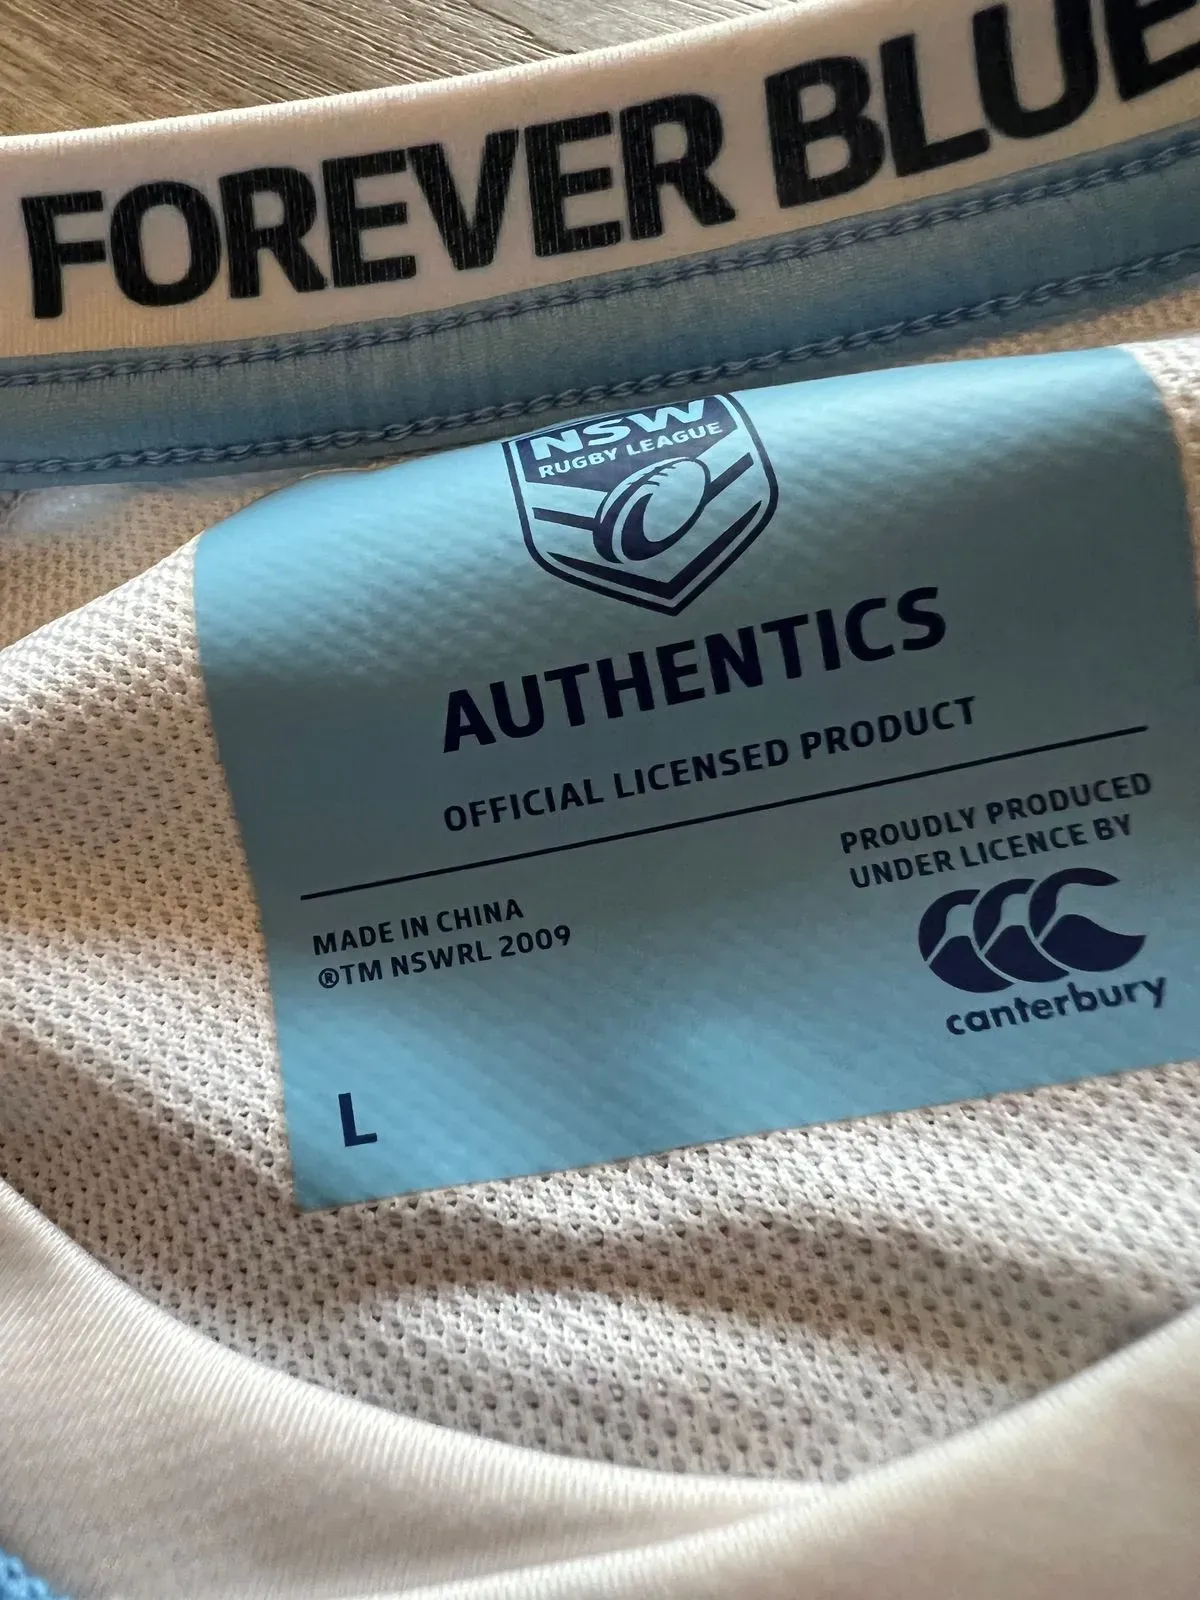 FOREVER BLUE
NSW
RUGBY LEAGUE
AUTHENTICS
OFFICIAL LICENSED PRODUCT
PROUDLY PRODUCED
UNDER LICENCE BY
canterbury
MADE IN CHINA
®TM NSWRL 2009
L